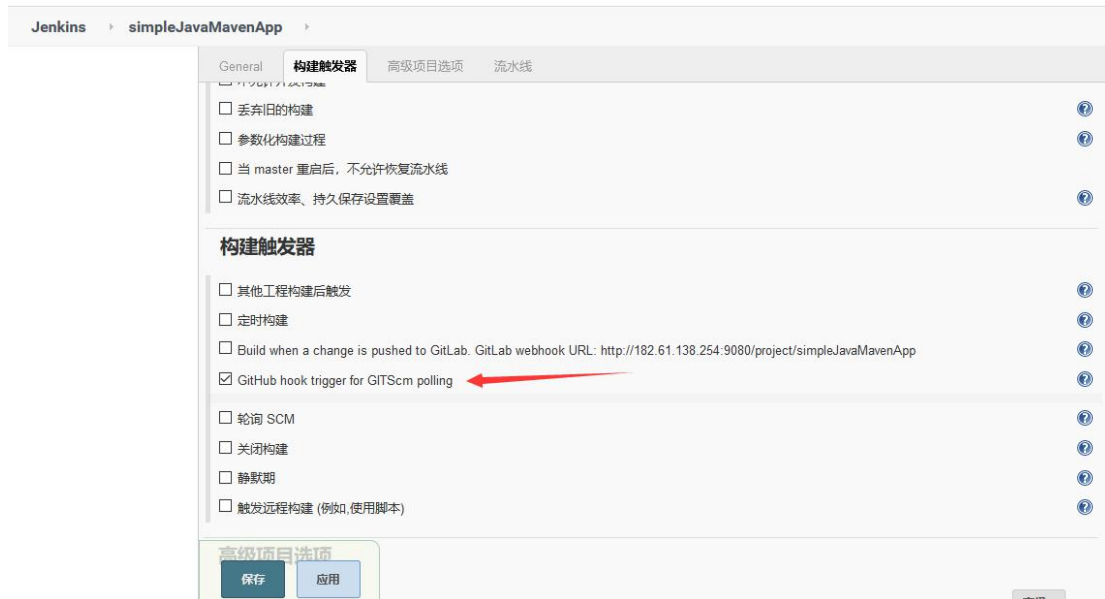 Jenkins simpleJavaMavenApp
General 构建触发器 高级项目选项 流水线
丢弃旧的构建
参数化构建过程
当 master 重启后，不允许恢复流水线
流水线效率、持久保存设置覆盖
构建触发器
其他工程构建后触发
定时构建
Build when a change is pushed to GitLab. GitLab webhook URL: http://182.61.138.254:9080/project/simpleJavaMavenApp
GitHub hook trigger for GITScm polling
轮询 SCM
关闭构建
静默期
触发远程构建 (例如,使用脚本)
高级项目选项
保存 应用